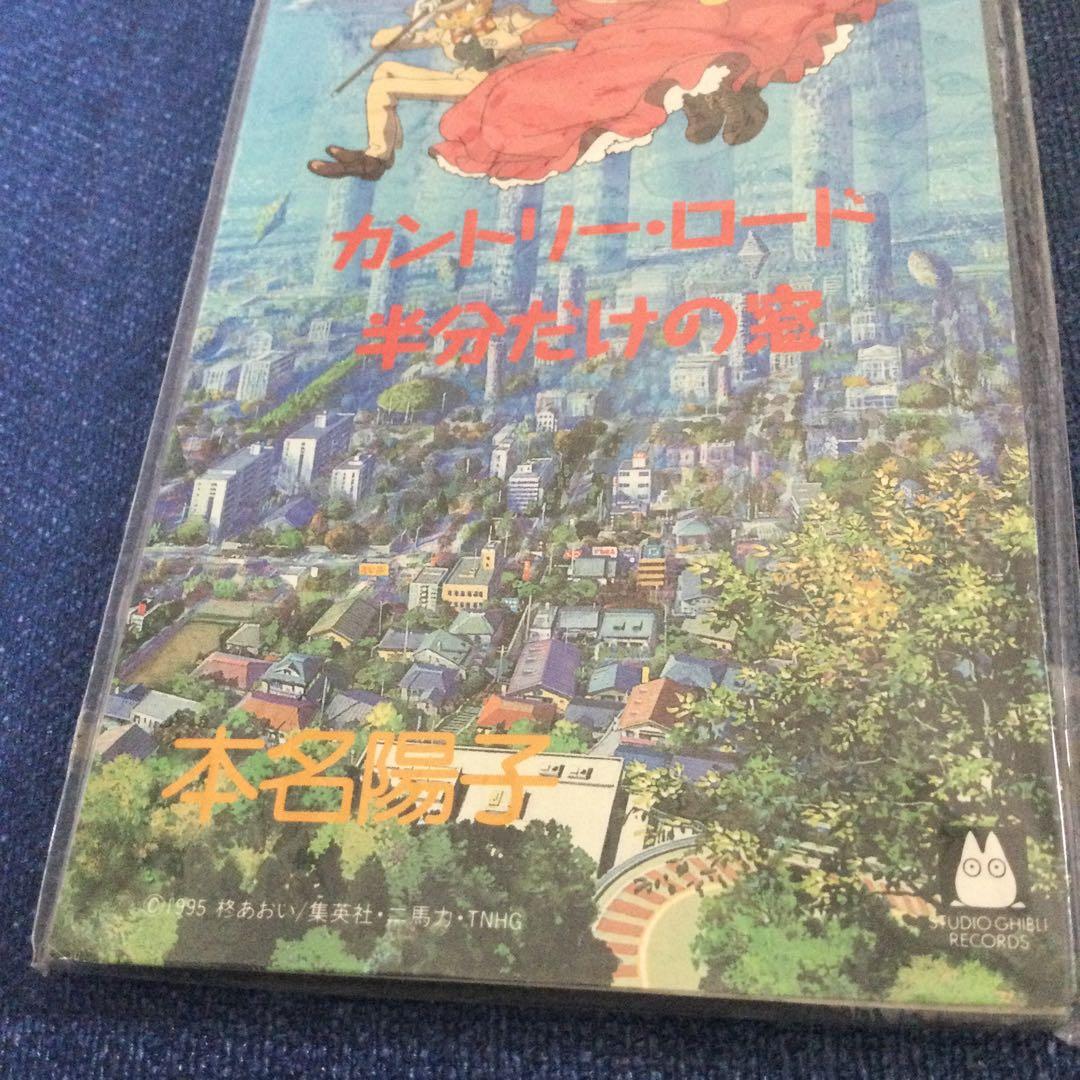 カントリー・ロード
半分だけの窓
本名陽子
©1995 柊あおい/集英社・二馬力・TNHG
STUDIO GHIBLI
RECORDS